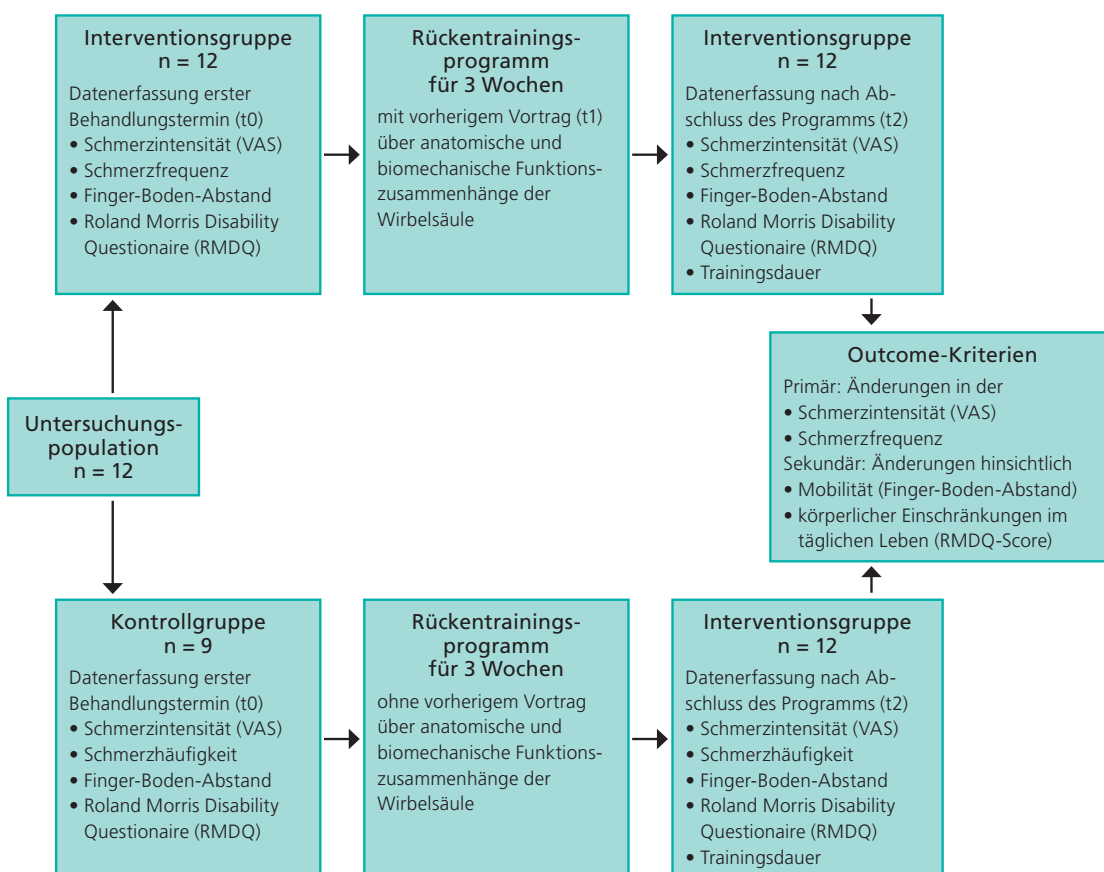 Interventionsgruppe
n = 12
Datenerfassung erster
Behandlungstermin (t0)
• Schmerzintensität (VAS)
• Schmerzfrequenz
• Finger-Boden-Abstand
• Roland Morris Disability
Questionaire (RMDQ)
Rückentrainings-
programm
für 3 Wochen
mit vorherigem Vortrag (t1)
über anatomische und
biomechanische Funktions-
zusammenhänge der
Wirbelsäule
Interventionsgruppe
n = 12
Datenerfassung nach Ab-
schluss des Programms (t2)
• Schmerzintensität (VAS)
• Schmerzfrequenz
• Finger-Boden-Abstand
• Roland Morris Disability
Questionaire (RMDQ)
• Trainingsdauer
Untersuchungs-
population
n = 12
Outcome-Kriterien
Primär: Änderungen in der
• Schmerzintensität (VAS)
• Schmerzfrequenz
Sekundär: Änderungen hinsichtlich
• Mobilität (Finger-Boden-Abstand)
• körperlicher Einschränkungen im
täglichen Leben (RMDQ-Score)
Kontrollgruppe
n = 9
Datenerfassung erster
Behandlungstermin (t0)
• Schmerzintensität (VAS)
• Schmerzhäufigkeit
• Finger-Boden-Abstand
• Roland Morris Disability
Questionaire (RMDQ)
Rückentrainings-
programm
für 3 Wochen
ohne vorherigem Vortrag
über anatomische und
biomechanische Funktions-
zusammenhänge der
Wirbelsäule
Interventionsgruppe
n = 12
Datenerfassung nach Ab-
schluss des Programms (t2)
• Schmerzintensität (VAS)
• Schmerzhäufigkeit
• Finger-Boden-Abstand
• Roland Morris Disability
Questionaire (RMDQ)
• Trainingsdauer